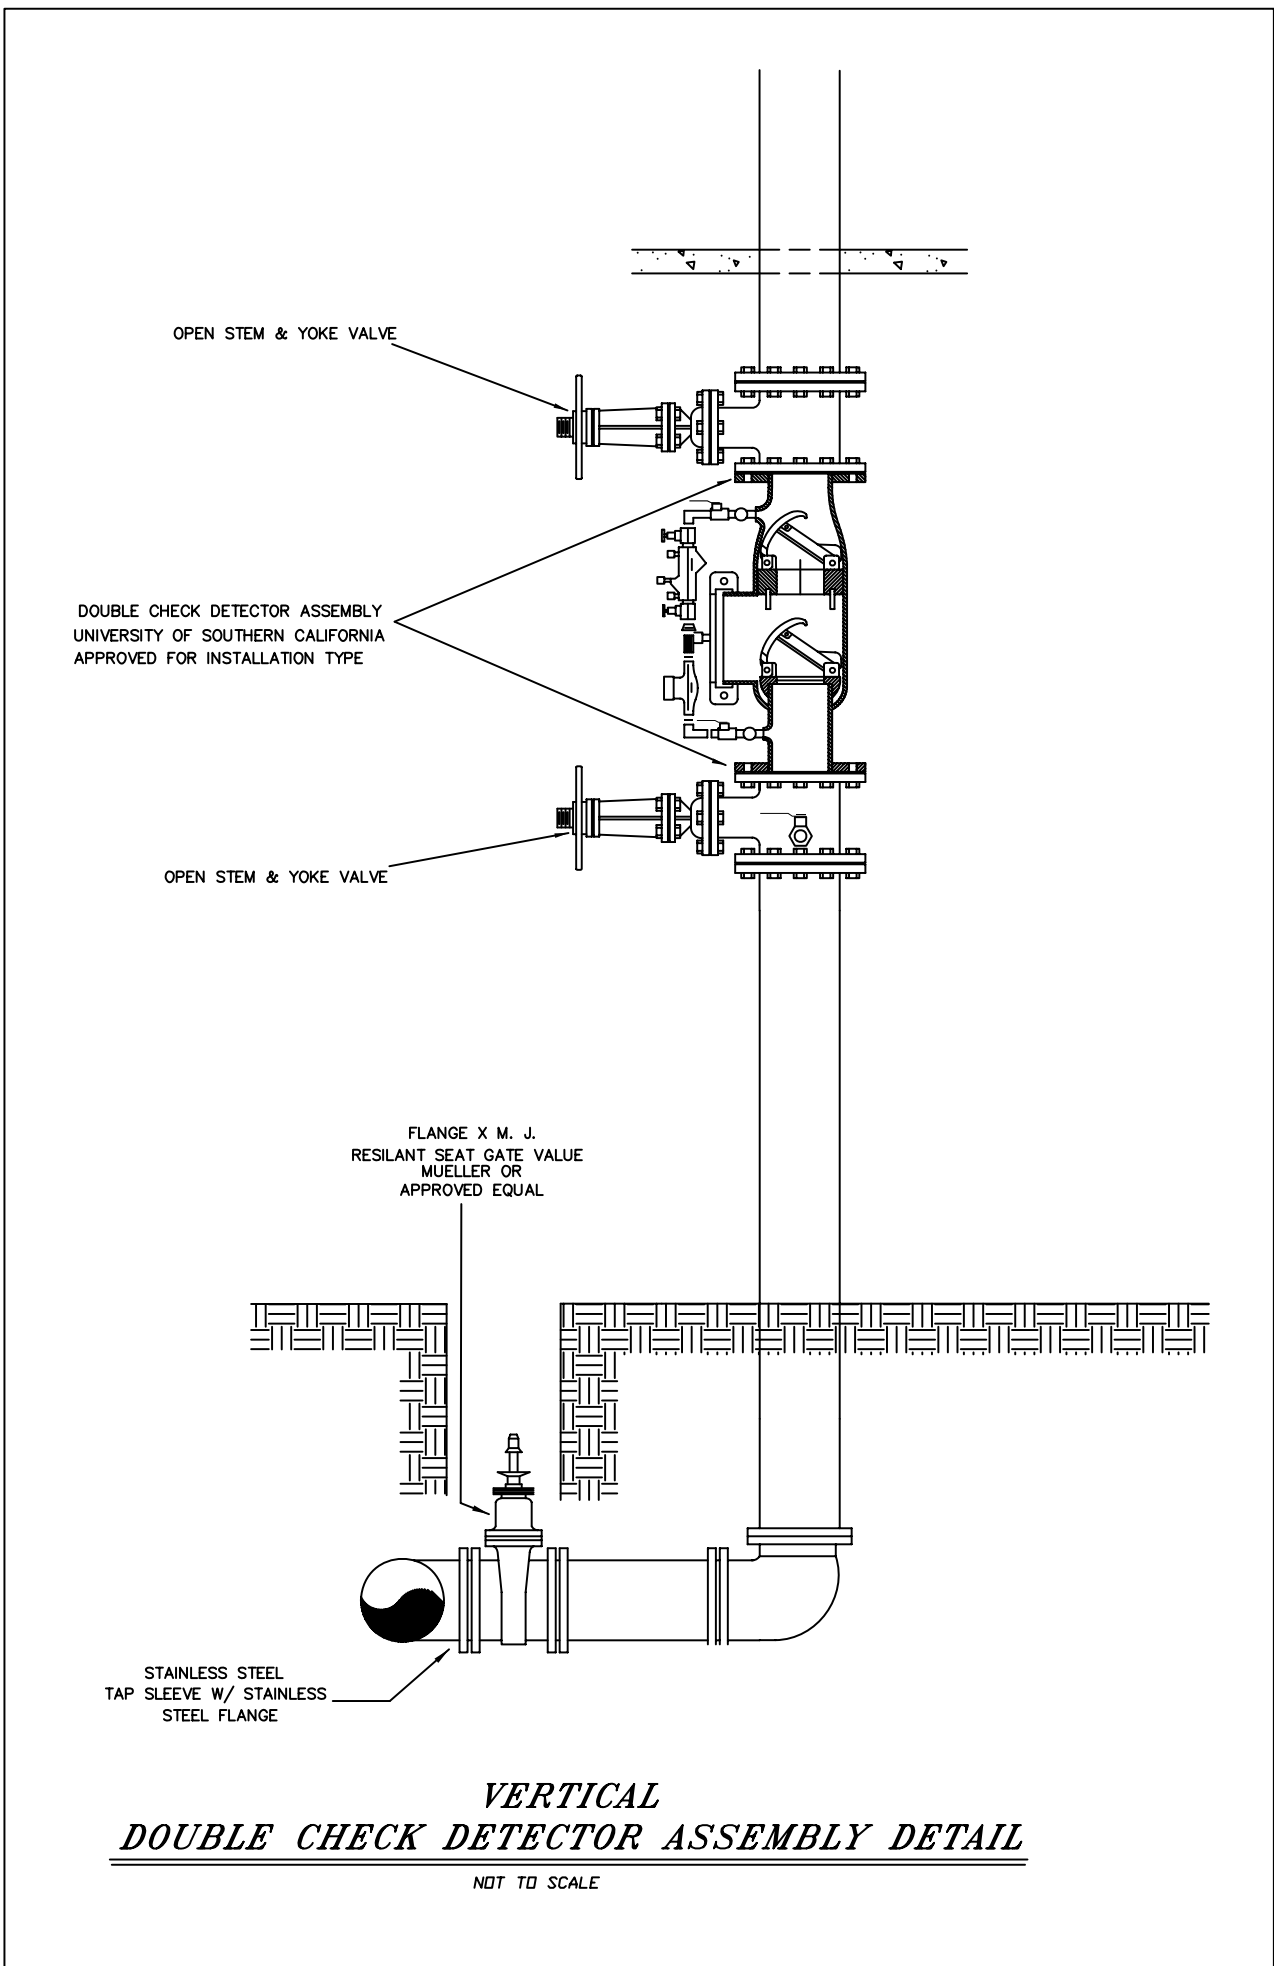 OPEN STEM & YOKE VALVE
DOUBLE CHECK DETECTOR ASSEMBLY
UNIVERSITY OF SOUTHERN CALIFORNIA
APPROVED FOR INSTALLATION TYPE
OPEN STEM & YOKE VALVE
FLANGE X M. J.
RESILANT SEAT GATE VALUE
MUELLER OR
APPROVED EQUAL
STAINLESS STEEL
TAP SLEEVE W/ STAINLESS
STEEL FLANGE
VERTICAL
DOUBLE CHECK DETECTOR ASSEMBLY DETAIL
NOT TO SCALE